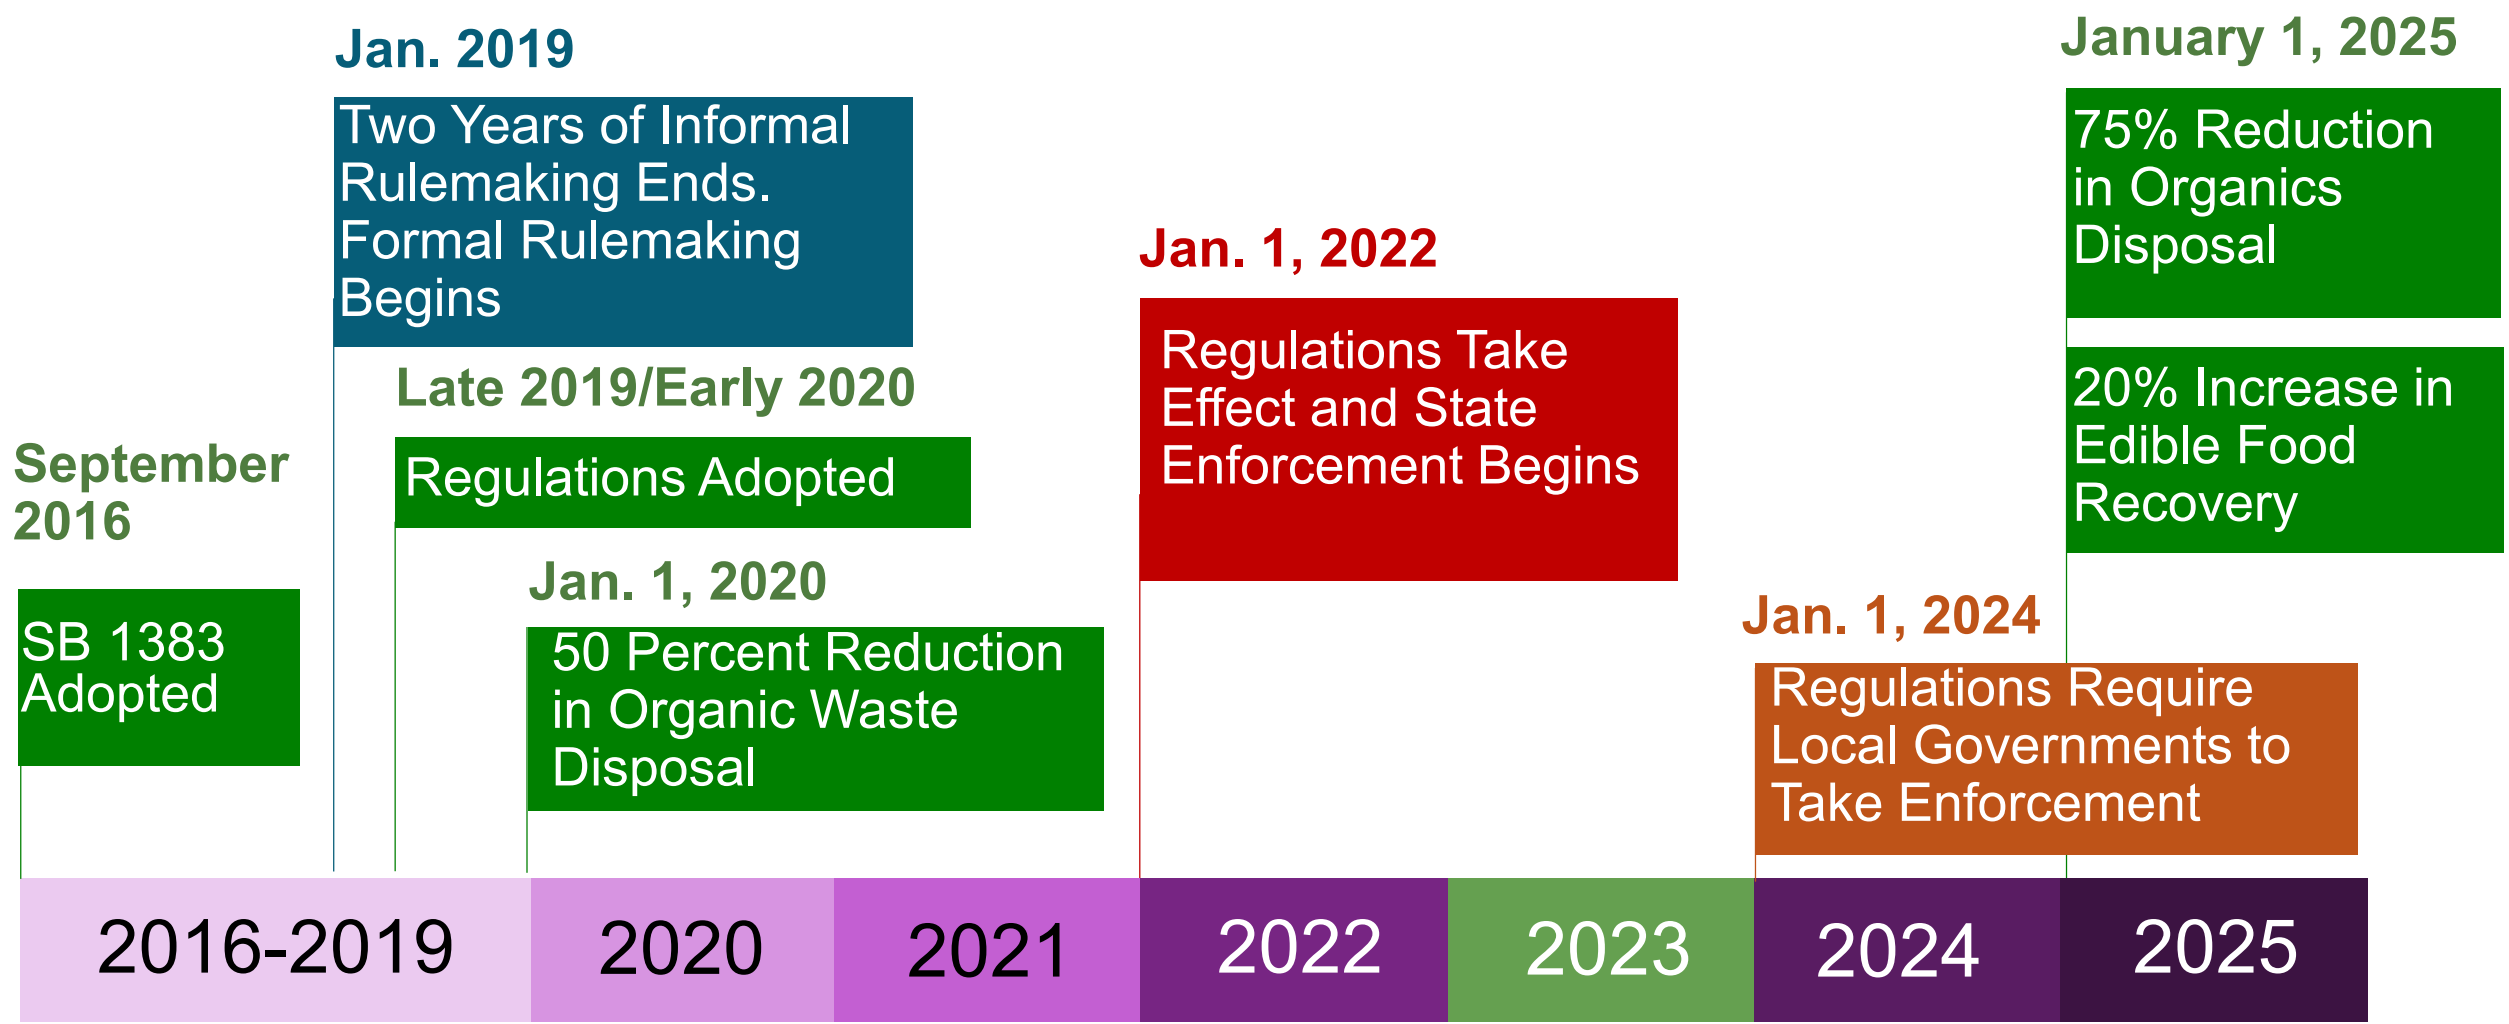 September
2016
SB 1383
Adopted
Jan. 2019
Two Years of Informal
Rulemaking Ends.
Formal Rulemaking
Begins
Late 2019/Early 2020
Regulations Adopted
Jan. 1, 2020
50 Percent Reduction
in Organic Waste
Disposal
Jan. 1, 2022
Regulations Take
Effect and State
Enforcement Begins
Jan. 1, 2024
Regulations Require
Local Governments to
Take Enforcement
January 1, 2025
75% Reduction
in Organics
Disposal
20% Increase in
Edible Food
Recovery
2016-2019
2020
2021
2022
2023
2024
2025